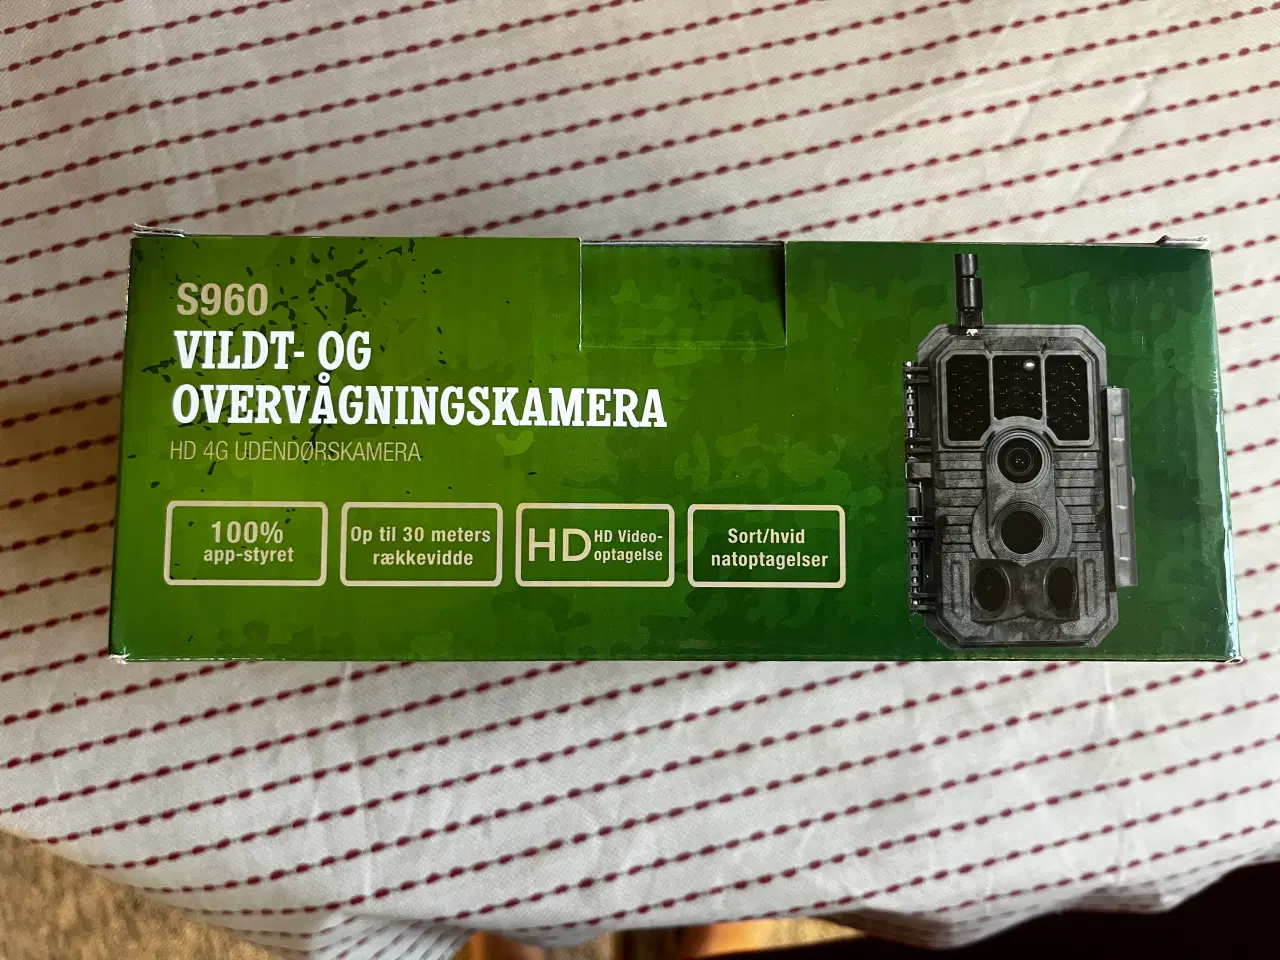 S960
VILDT- OG
OVERVÅGNINGSKAMERA
HD 4G UDENDØRSKAMERA
100%
app-styret
Op til 30 meters
rækkevidde
HD HD Video-
optagelse
Sort/hvid
natoptagelser